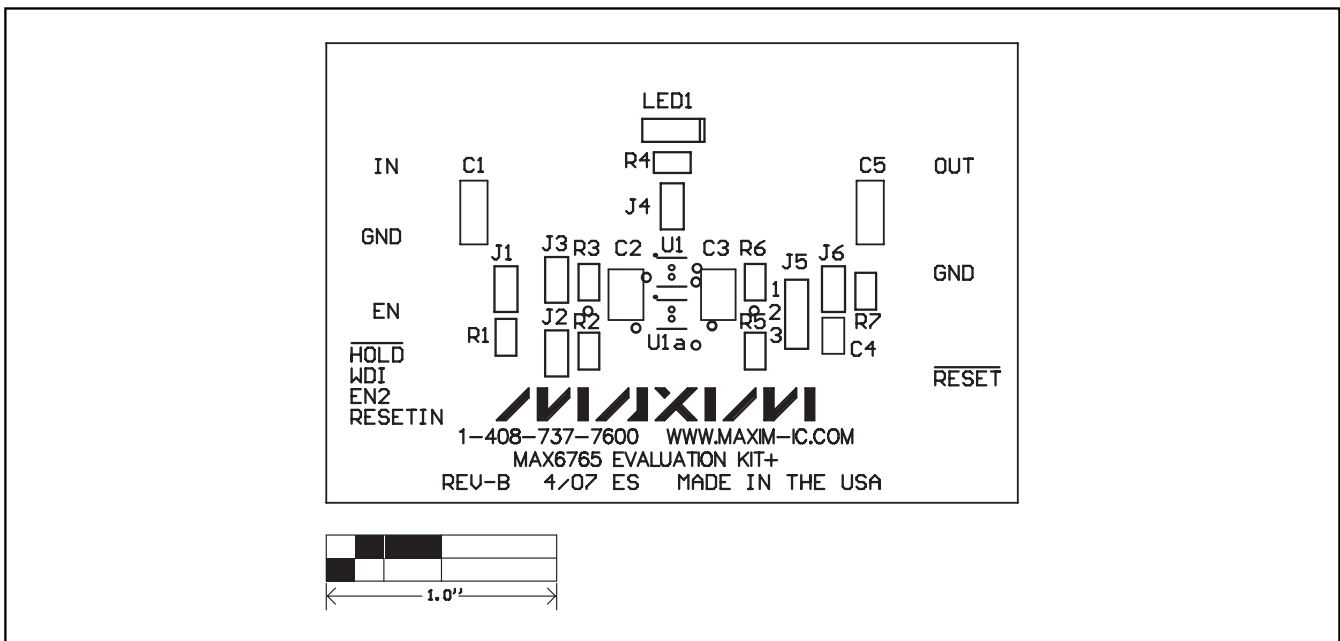 LED1
IN
C1
R4
C5
OUT
J4
GND
J1
J3
R3
C2
U1
C3
R6
J5
J6
GND
1
EN
R1
J2
R2
U1a
R5
2
3
R7
C4
HOLD
WDI
EN2
RESETIN
RESET
MAXIM
1-408-737-7600 WWW.MAXIM-IC.COM
MAX6765 EVALUATION KIT+
REV-B 4/07 ES MADE IN THE USA
1.0"